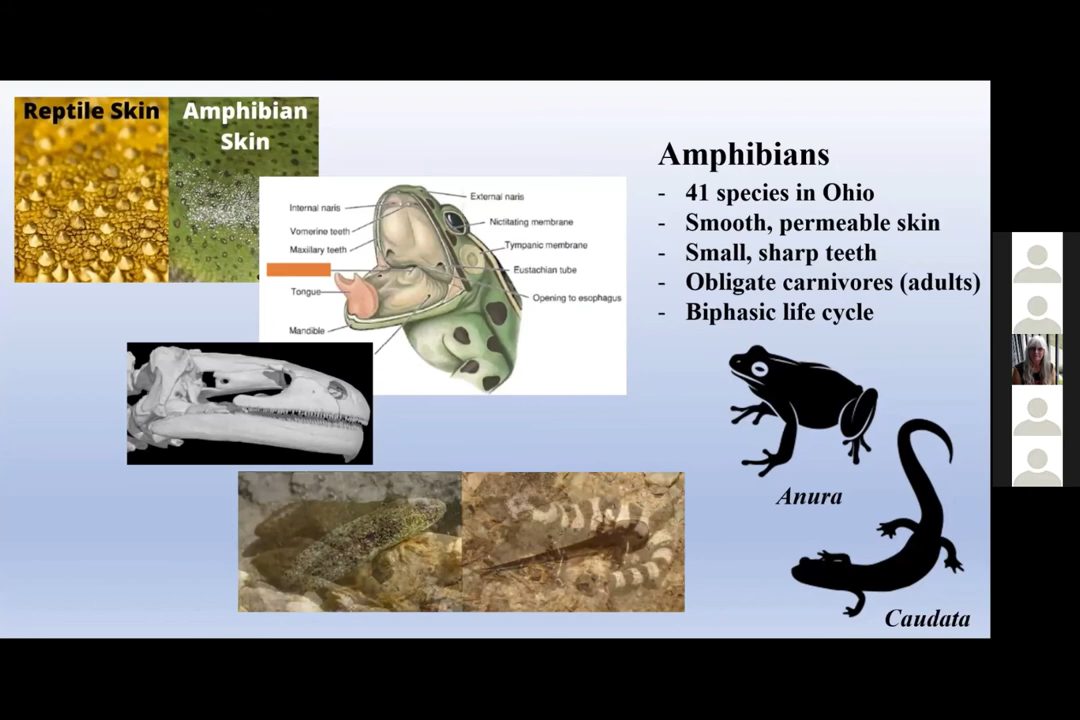 Reptile Skin
Amphibian
Skin
Internal naris
Vomerine teeth
Maxillary teeth
Tongue
Mandible
External naris
Nictitating membrane
Tympanic membrane
Eustachian tube
Opening to esophagus
Amphibians
- 41 species in Ohio
- Smooth, permeable skin
- Small, sharp teeth
- Obligate carnivores (adults)
- Biphasic life cycle
Anura
Caudata